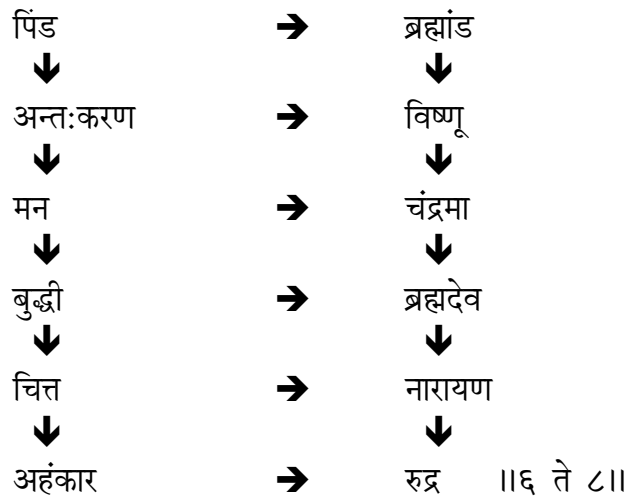 पिंड → ब्रह्मांड
↓ ↓
अन्तःकरण → विष्णू
↓ ↓
मन → चंद्रमा
↓ ↓
बुद्धी → ब्रह्मदेव
↓ ↓
चित्त → नारायण
↓ ↓
अहंकार → रुद्र ॥६ ते ८॥